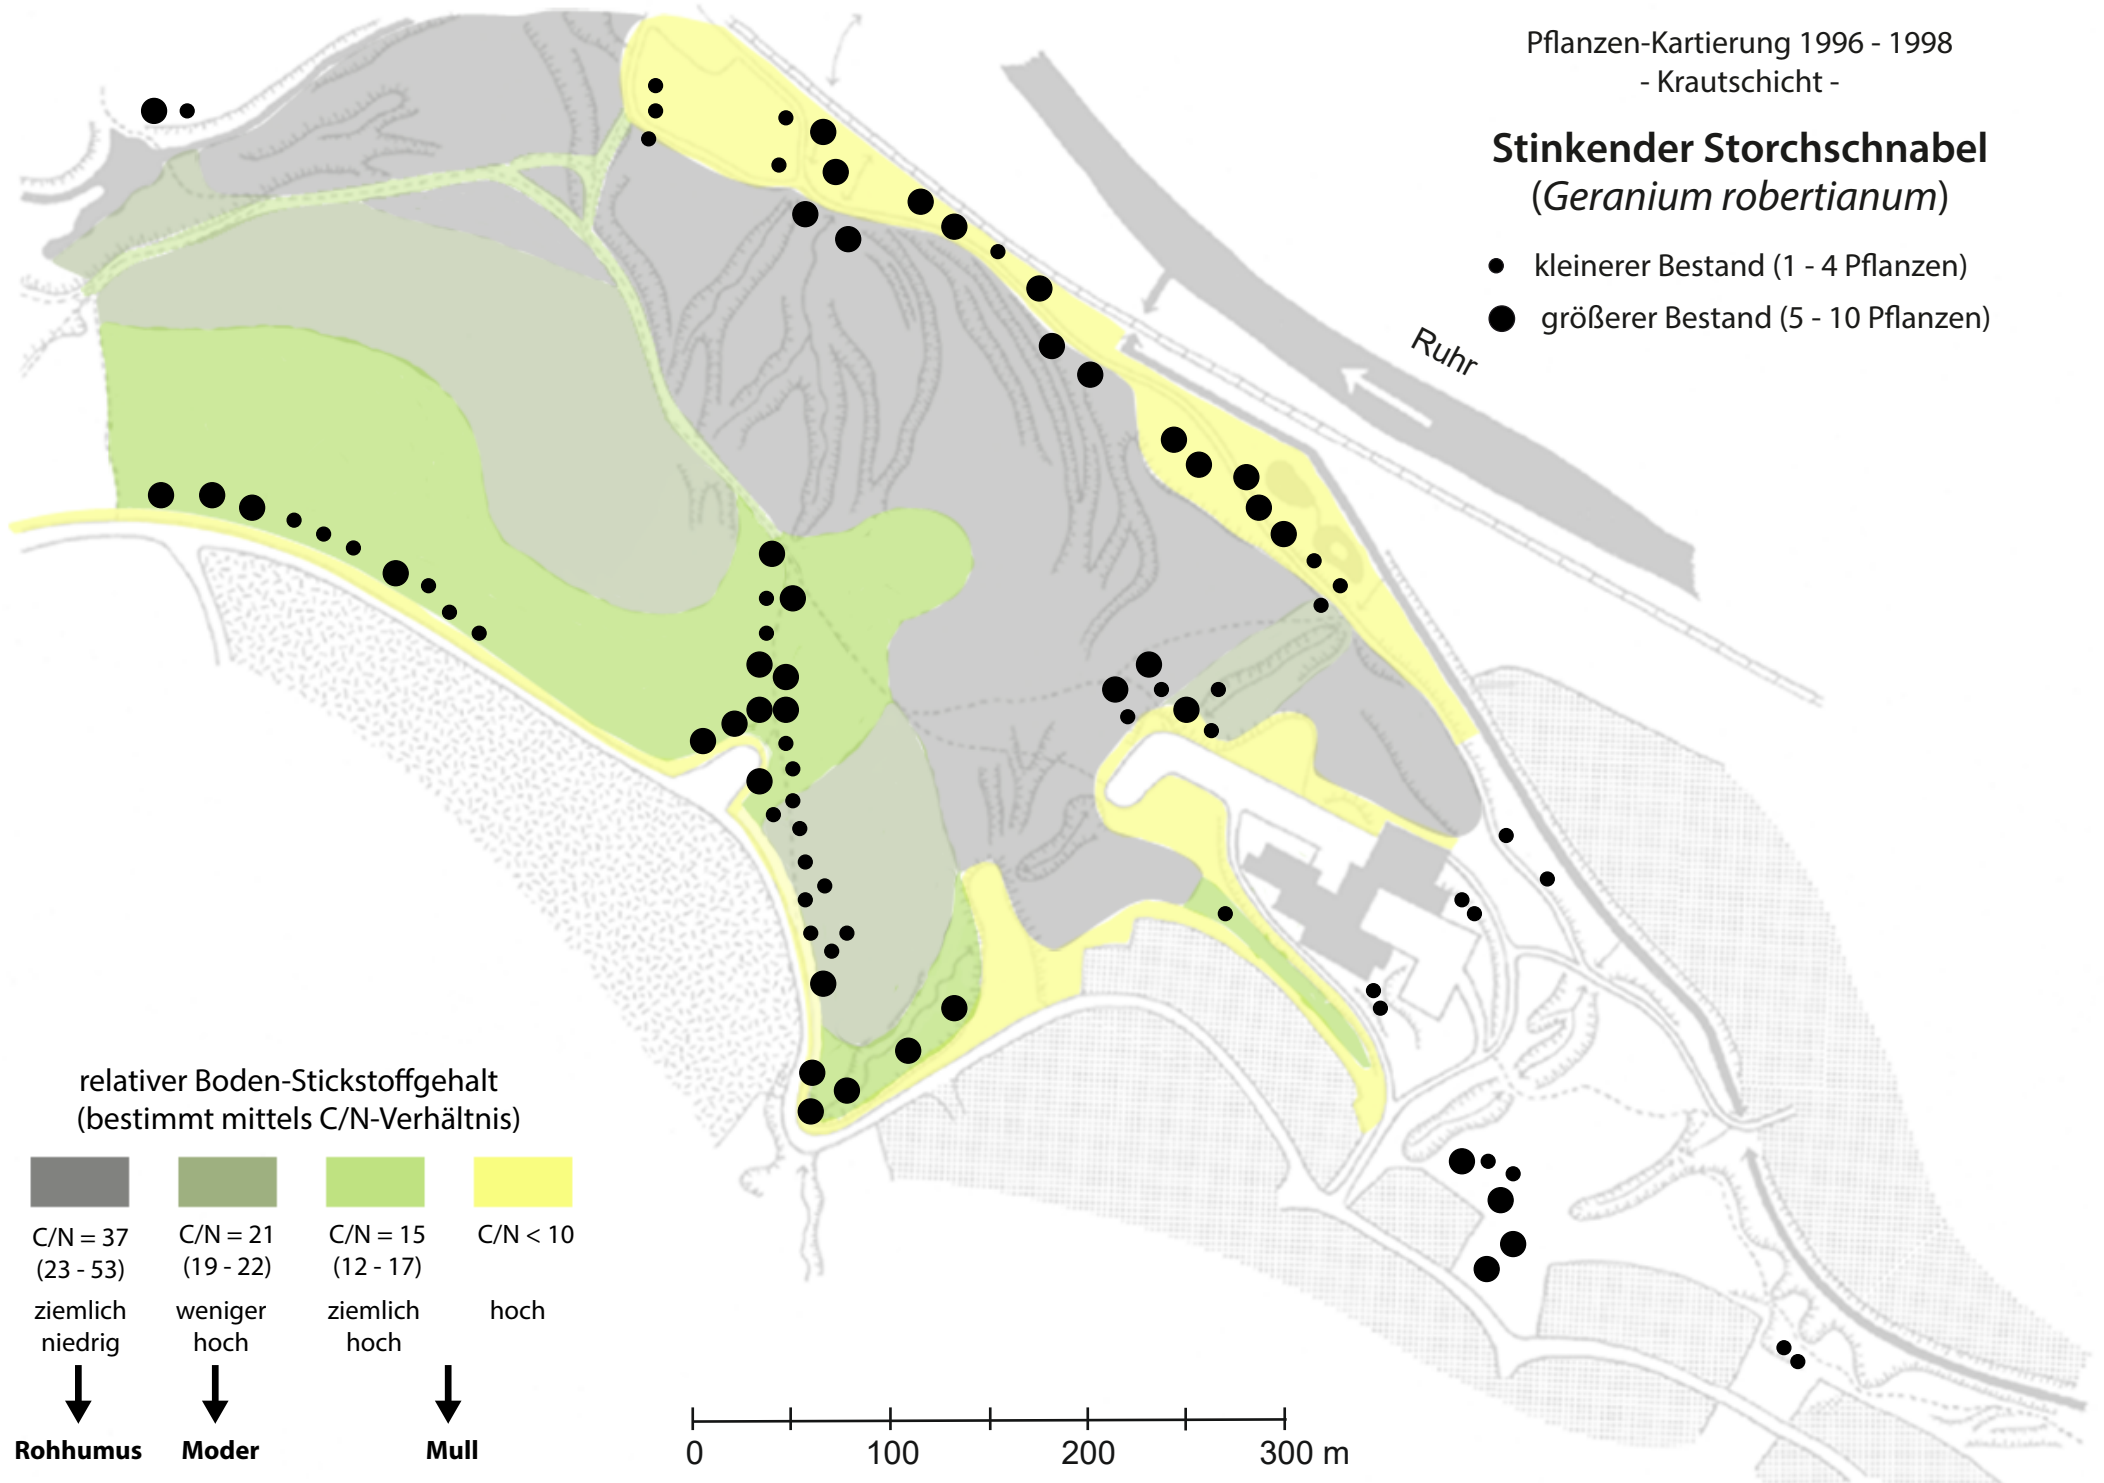 Pflanzen-Kartierung 1996 - 1998
- Krautschicht -
Stinkender Storchschnabel
(Geranium robertianum)
kleinerer Bestand (1 - 4 Pflanzen)
größerer Bestand (5 - 10 Pflanzen)
Ruhr
relativer Boden-Stickstoffgehalt
(bestimmt mittels C/N-Verhältnis)
C/N = 37 C/N = 21 C/N = 15 C/N < 10
(23 - 53) (19 - 22) (12 - 17)
ziemlich weniger ziemlich hoch
niedrig hoch hoch
Rohhumus Moder Mull
0 100 200 300 m